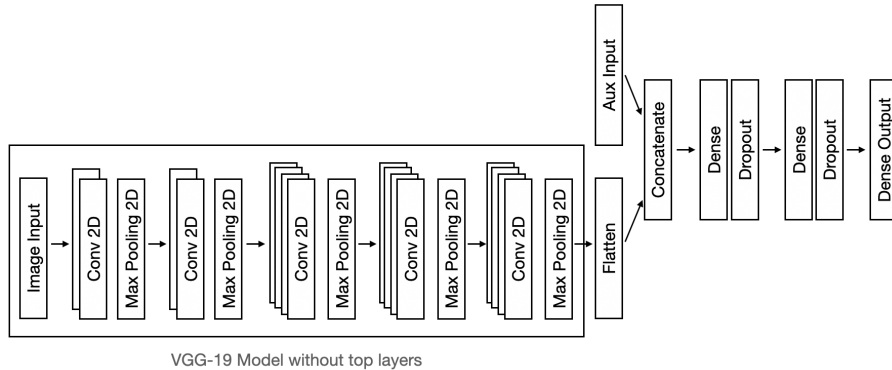 Image Input
Conv 2D
Max Pooling 2D
Conv 2D
Max Pooling 2D
Conv 2D
Max Pooling 2D
Conv 2D
Max Pooling 2D
Conv 2D
Max Pooling 2D
Flatten
Aux Input
Concatenate
Dense
Dropout
Dense
Dropout
Dense Output
VGG-19 Model without top layers